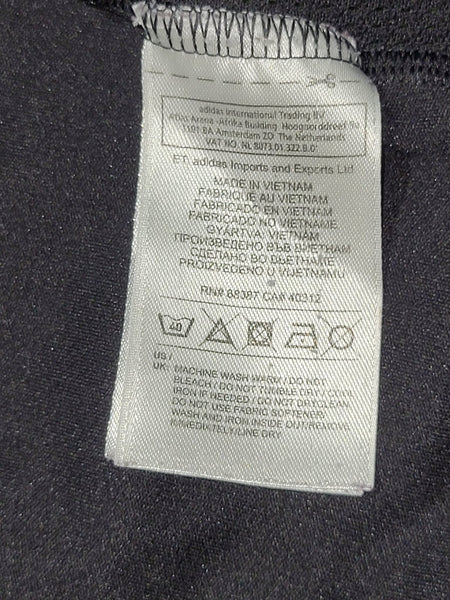 adidas International Trading BV
Atlas Arena -Afrika Building Hoogoorddreef 9a
1101 BA Amsterdam ZO The Netherlands
VAT NO. NL 8073.01.322.B.01
ET. adidas Imports and Exports Ltd
MADE IN VIETNAM
FABRIQUE AU VIETNAM
FABRICADO EN VIETNAM
FABRICADO NO VIETNAME
GYÁRTVA: VIETNÁM
ПРОИЗВЕДЕНО ВЪВ ВИЕТНАМ
СДЕЛАНО ВО ВЬЕТНАМЕ
PROIZVEDENO U VIJETNAMU
RN# 88387 CA# 40312
40
US /
UK: MACHINE WASH WARM / DO NOT
BLEACH / DO NOT TUMBLE DRY / COOL
IRON IF NEEDED / DO NOT DRYCLEAN
DO NOT USE FABRIC SOFTENER/
WASH AND IRON INSIDE OUT/REMOVE
IMMEDIATELY/LINE DRY